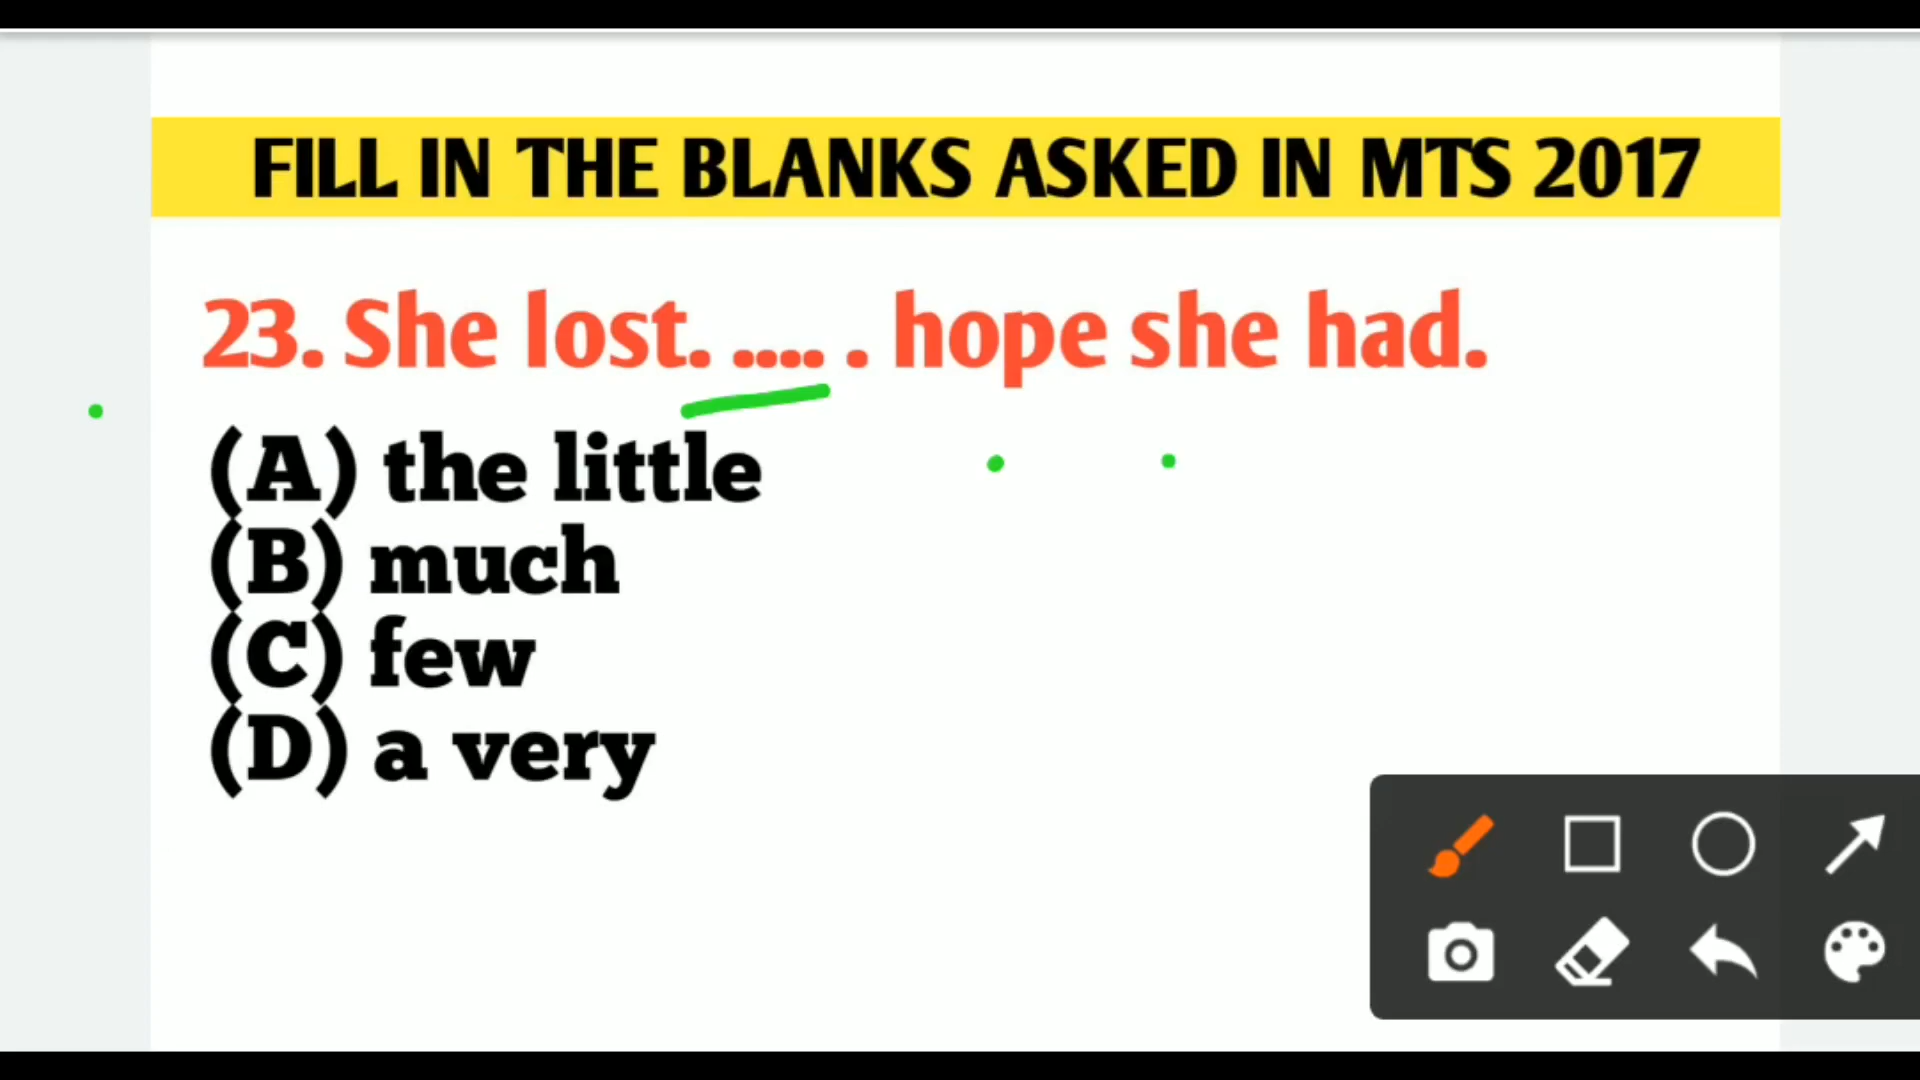 FILL IN THE BLANKS ASKED IN MTS 2017
23. She lost. .... . hope she had.
(A) the little
(B) much
(C) few
(D) a very